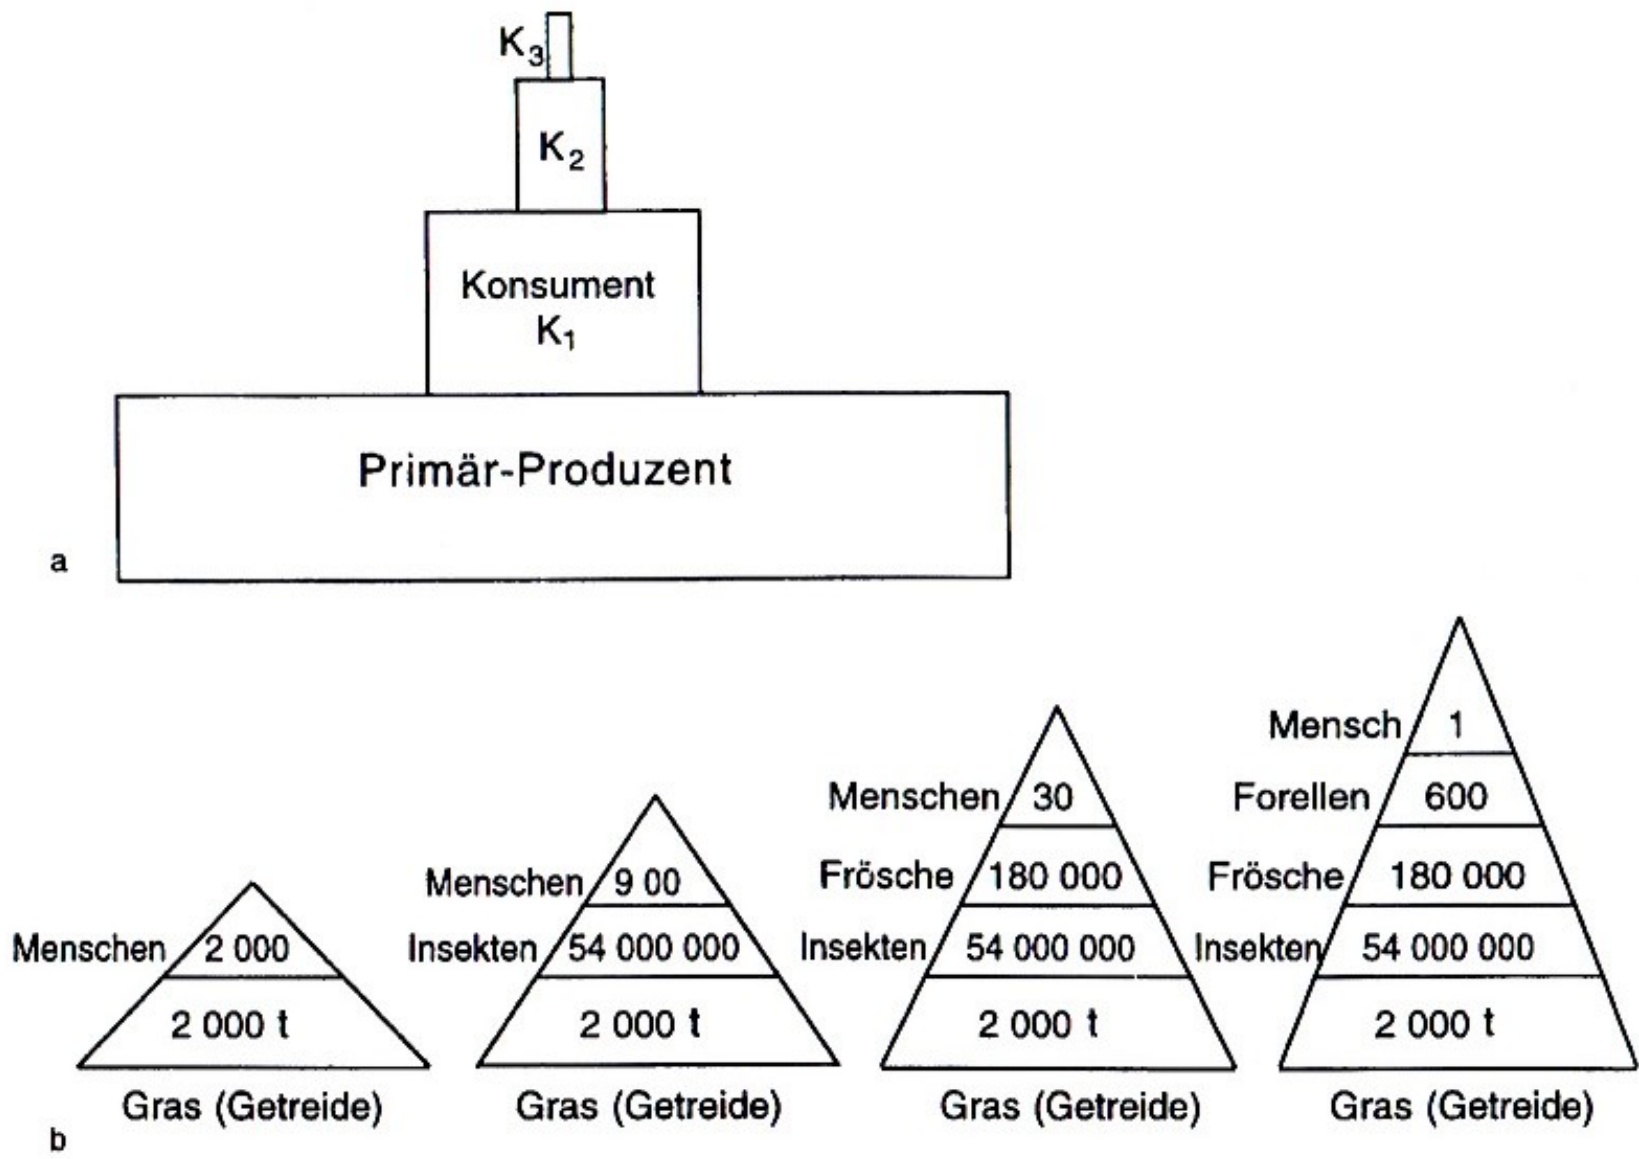 K3
K2
Konsument
K1
Primär-Produzent
a
Menschen 2 000
2 000 t
Gras (Getreide)
Menschen 9 00
Insekten 54 000 000
2 000 t
Gras (Getreide)
Menschen 30
Frösche 180 000
Insekten 54 000 000
2 000 t
Gras (Getreide)
Mensch 1
Forellen 600
Frösche 180 000
Insekten 54 000 000
2 000 t
Gras (Getreide)
b